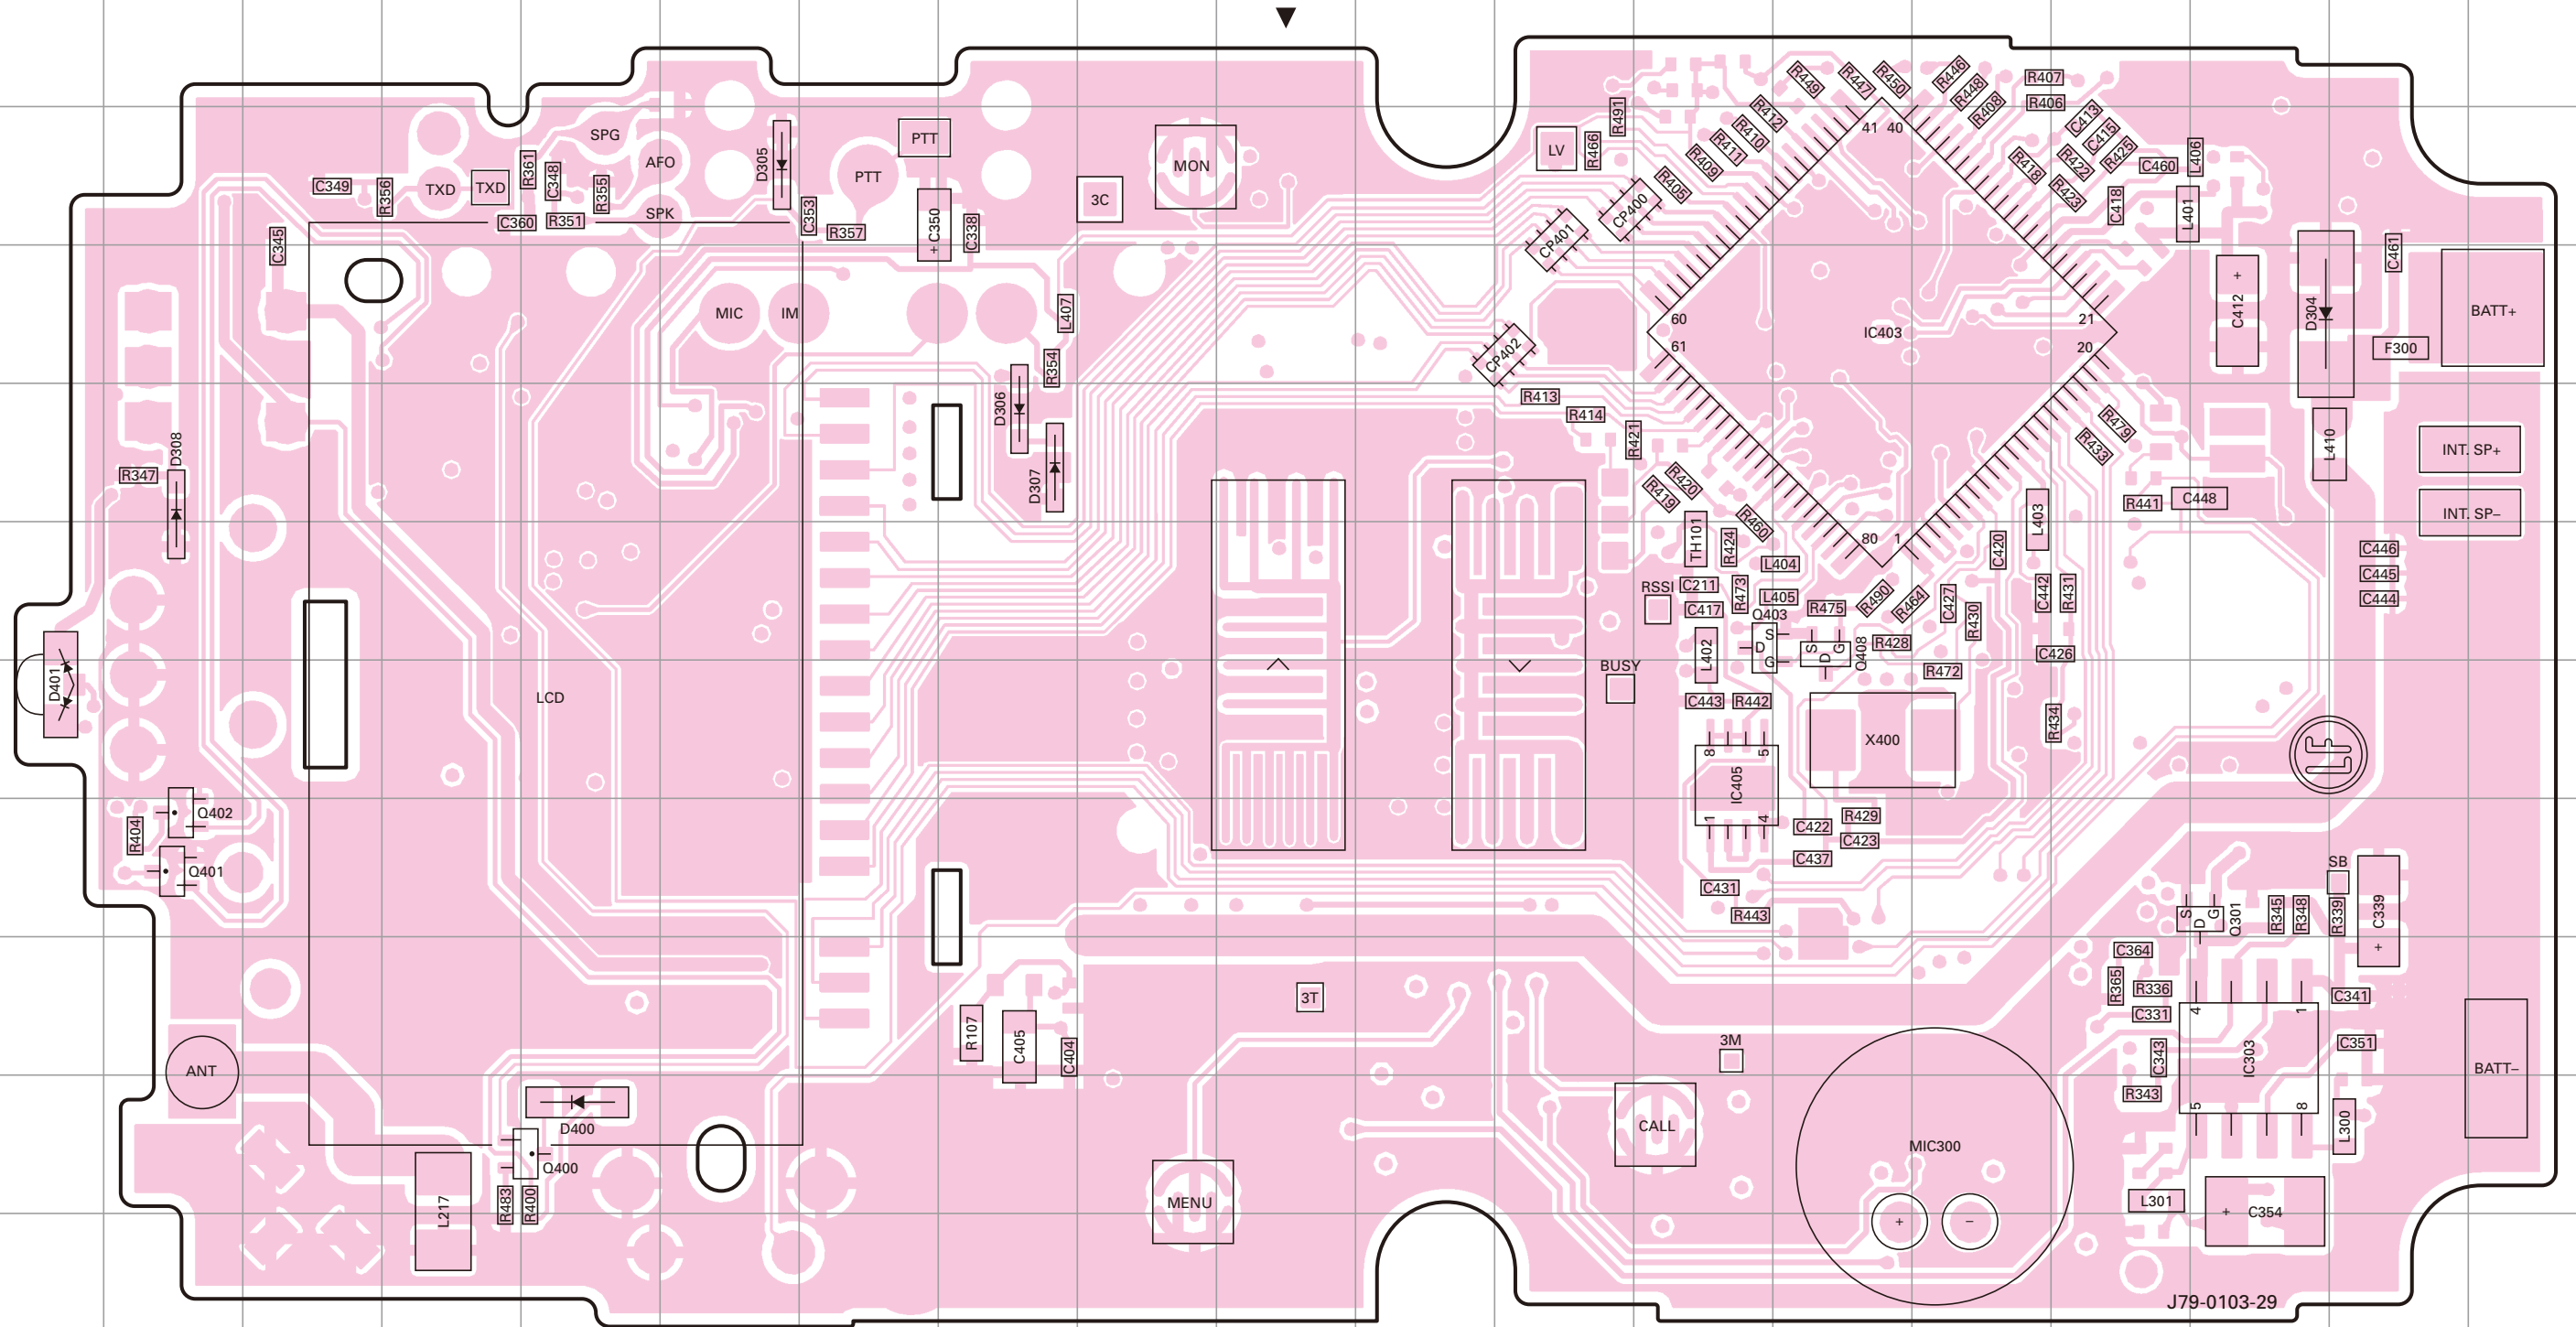 R449
R447
R450
R446
R448
R408
R407
R406
R491
R412
R410
R411
R409
R405
41 40
C413
C415
R425
R422
R418
R423
C460
L406
C418
L401
SPG
AFO
SPK
R361
C348
R355
C349
R356
TXD
TXD
C360
R351
D305
C353
R357
PTT
PTT
C350
+
C338
3C
MON
LV
R466
CP400
CP401
CP402
C345
MIC
IM
L407
R354
60
61
IC403
21
20
+
C412
D304
C461
F300
BATT+
D306
D307
R413
R414
R421
R420
R419
R460
R479
R433
L410
INT. SP+
INT. SP–
D308
R347
R441
C448
L403
TH101
R424
80 1
C420
L404
RSSI
C211
C417
R473
L405
Q403
S
D
G
R475
R490
R464
C427
R430
C442
R431
C446
C445
C444
L402
S
D
G
Q408
R428
R472
C426
BUSY
D401
LCD
C443
R442
8
5
IC405
1
4
X400
R434
Q402
R404
Q401
C422
R429
C423
C437
C431
R443
SB
C339
+
R339
R348
R345
Q301
S
D
G
C364
R365
R336
C331
C341
4
1
IC303
5
8
C351
C343
R343
L300
BATT–
ANT
R107
C405
C404
3T
3M
CALL
MIC300
+
–
D400
Q400
R483
R400
L217
MENU
L301
+
C354
J79-0103-29